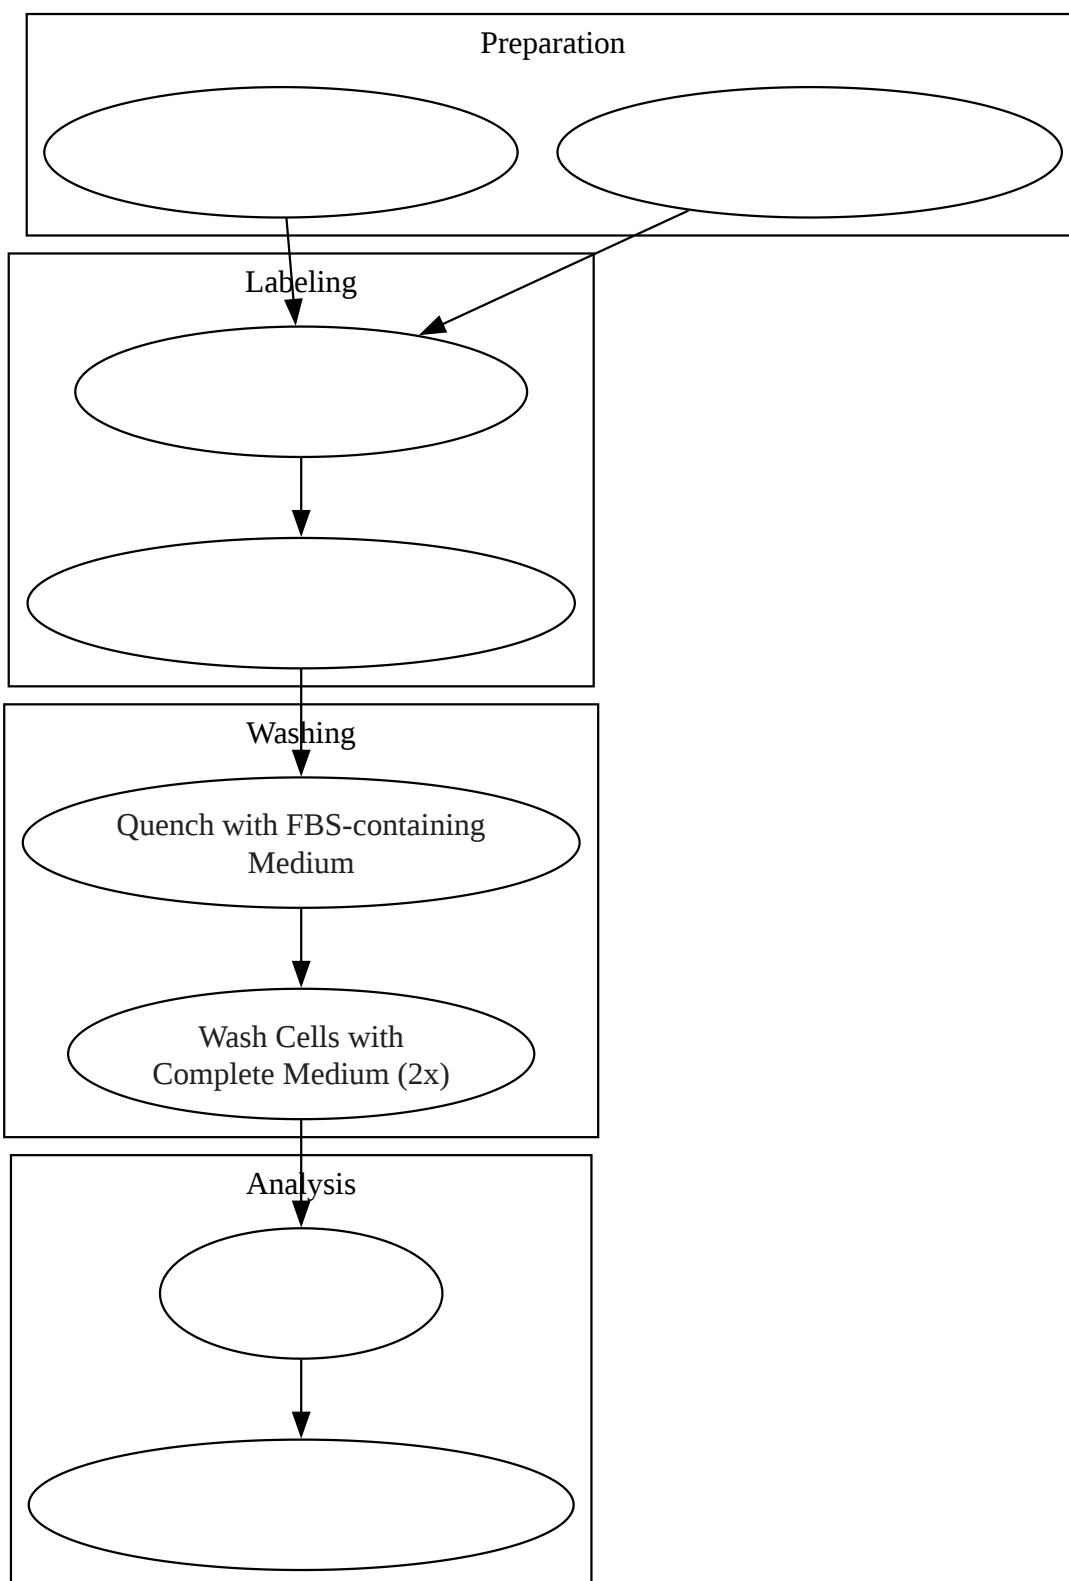 Preparation
Labeling
Washing
Quench with FBS-containing
Medium
Wash Cells with
Complete Medium (2x)
Analysis